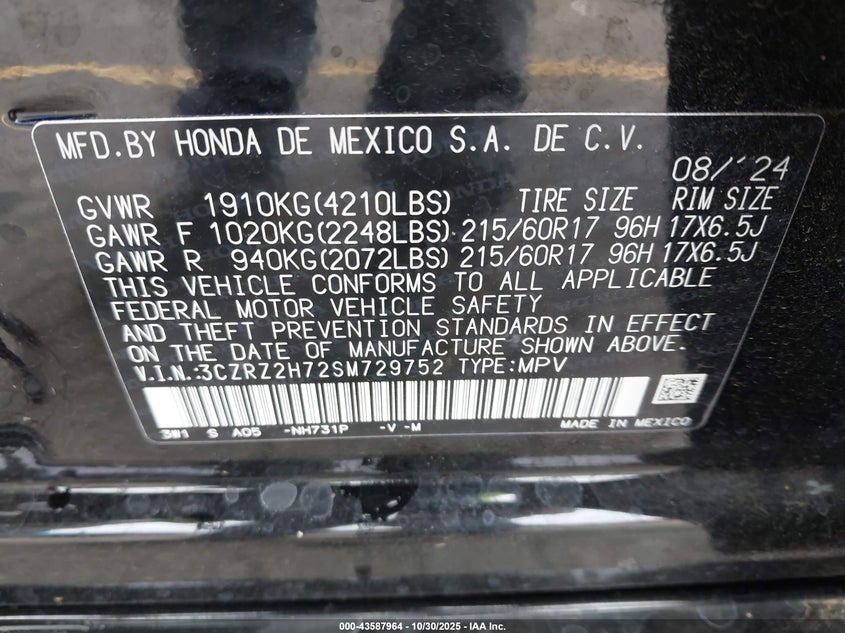 MFD.BY HONDA DE MEXICO S.A. DE C.V.
08/'24
GVWR 1910KG(4210LBS) TIRE SIZE RIM SIZE
GAWR F 1020KG(2248LBS) 215/60R17 96H 17X6.5J
GAWR R 940KG(2072LBS) 215/60R17 96H 17X6.5J
THIS VEHICLE CONFORMS TO ALL APPLICABLE
FEDERAL MOTOR VEHICLE SAFETY
AND THEFT PREVENTION STANDARDS IN EFFECT
ON THE DATE OF MANUFACTURE SHOWN ABOVE.
V.I.N.:3CZRZ2H72SM729752 TYPE:MPV
3W1 S A05 -NH731P -V -M MADE IN MEXICO
000-43587964 - 10/30/2025 - IAA Inc.